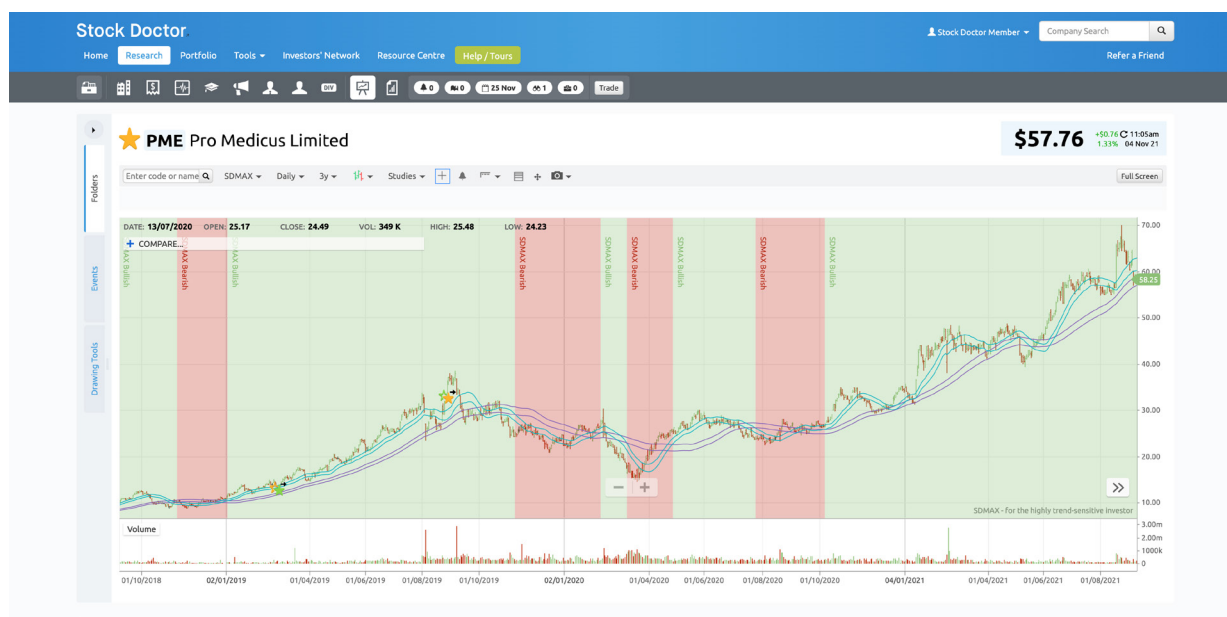 Stock Doctor.
Stock Doctor Member
Company Search
Home Research Portfolio Tools Investors' Network Resource Centre Help / Tours
Refer a Friend
DIV
0 0 25 Nov 1 0 Trade
PME Pro Medicus Limited
$57.76 +$0.76 11:05am
1.33% 04 Nov 21
Folders
Events
Drawing Tools
Enter code or name SDMAX Daily 3y Studies Full Screen
DATE: 13/07/2020 OPEN: 25.17 CLOSE: 24.49 VOL: 349 K HIGH: 25.48 LOW: 24.23
+ COMPARE...
MAX Bullish
MAX Bearish
MAX Bullish
SDMAX Bearish
SDMAX Bullish
SDMAX Bearish
SDMAX Bullish
SDMAX Bearish
SDMAX Bullish
70.00
60.00
58.25
50.00
40.00
30.00
20.00
10.00
SDMAX - for the highly trend-sensitive investor
Volume
3.00m
2.00m
1000k
0
01/10/2018 02/01/2019 01/04/2019 01/06/2019 01/08/2019 01/10/2019 02/01/2020 01/04/2020 01/06/2020 01/08/2020 01/10/2020 04/01/2021 01/04/2021 01/06/2021 01/08/2021